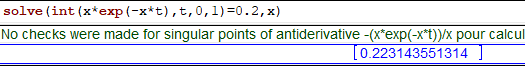 solve(int(x*exp(-x*t),t,0,1)=0.2,x)
No checks were made for singular points of antiderivative -(x*exp(-x*t))/x pour calcul
[0.223143551314 ]